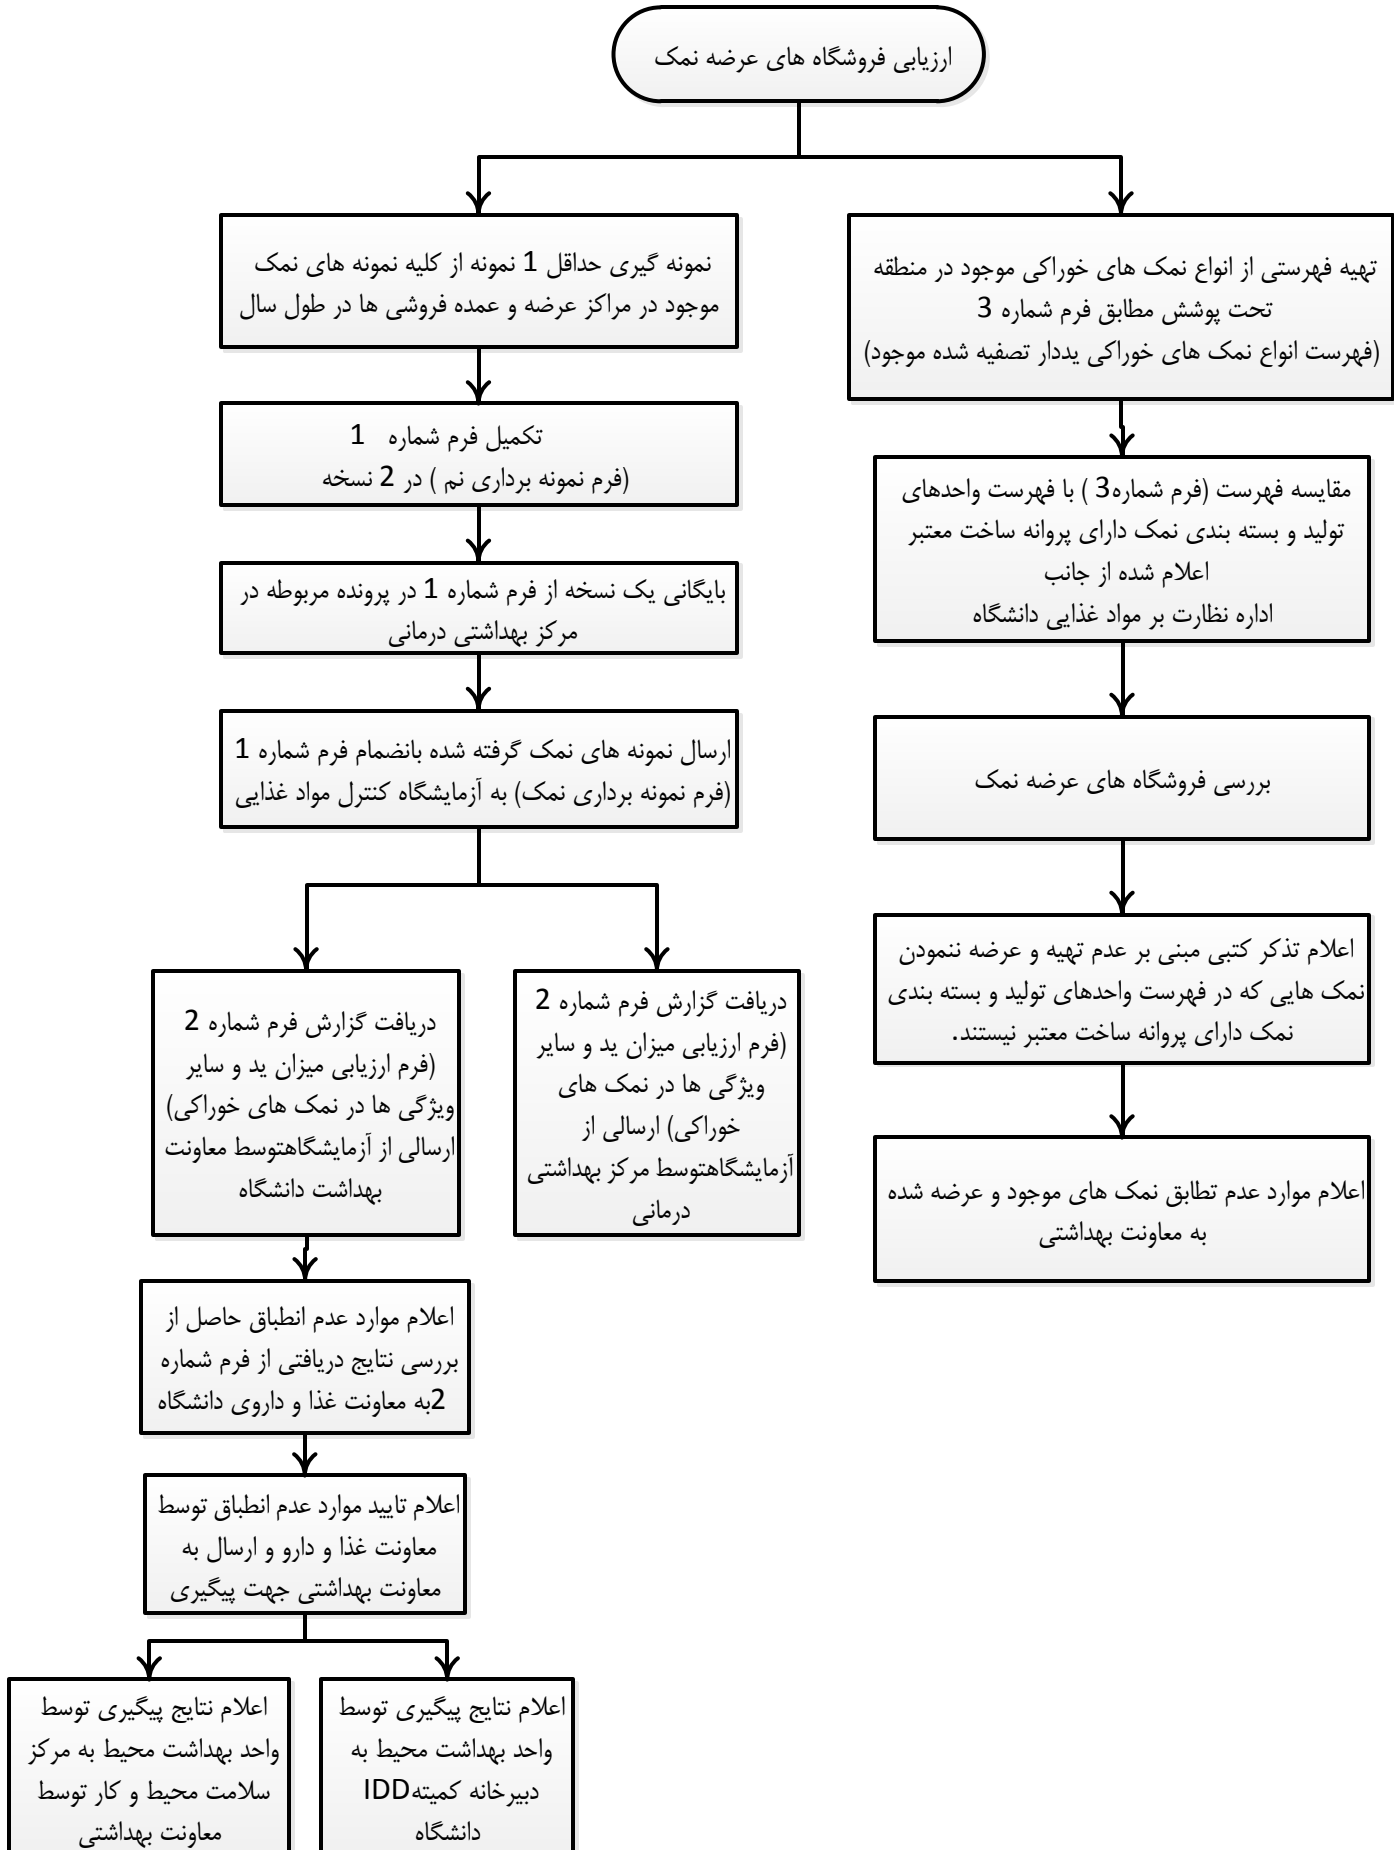 ارزیابی فروشگاه های عرضه نمک
تهیه فهرستی از انواع نمک های خوراکی موجود در منطقه
تحت پوشش مطابق فرم شماره 3
(فهرست انواع نمک های خوراکی یددار تصفیه شده موجود)
مقایسه فهرست (فرم شماره3 ) با فهرست واحدهای
تولید و بسته بندی نمک دارای پروانه ساخت معتبر
اعلام شده از جانب
اداره نظارت بر مواد غذایی دانشگاه
بررسی فروشگاه های عرضه نمک
اعلام تذکر کتبی مبنی بر عدم تهیه و عرضه ننمودن
نمک هایی که در فهرست واحدهای تولید و بسته بندی
نمک دارای پروانه ساخت معتبر نیستند.
اعلام موارد عدم تطابق نمک های موجود و عرضه شده
به معاونت بهداشتی
نمونه گیری حداقل 1 نمونه از کلیه نمونه های نمک
موجود در مراکز عرضه و عمده فروشی ها در طول سال
تکمیل فرم شماره 1
(فرم نمونه برداری نم ) در 2 نسخه
بایگانی یک نسخه از فرم شماره 1 در پرونده مربوطه در
مرکز بهداشتی درمانی
ارسال نمونه های نمک گرفته شده بانضمام فرم شماره 1
(فرم نمونه برداری نمک) به آزمایشگاه کنترل مواد غذایی
دریافت گزارش فرم شماره 2
(فرم ارزیابی میزان ید و سایر
ویژگی ها در نمک های
خوراکی) ارسالی از
آزمایشگاهتوسط مرکز بهداشتی
درمانی
دریافت گزارش فرم شماره 2
(فرم ارزیابی میزان ید و سایر
ویژگی ها در نمک های خوراکی)
ارسالی از آزمایشگاهتوسط معاونت
بهداشت دانشگاه
اعلام موارد عدم انطباق حاصل از
بررسی نتایج دریافتی از فرم شماره
2به معاونت غذا و داروی دانشگاه
اعلام تایید موارد عدم انطباق توسط
معاونت غذا و دارو و ارسال به
معاونت بهداشتی جهت پیگیری
اعلام نتایج پیگیری توسط
واحد بهداشت محیط به
دبیرخانه کمیتهIDD
دانشگاه
اعلام نتایج پیگیری توسط
واحد بهداشت محیط به مرکز
سلامت محیط و کار توسط
معاونت بهداشتی